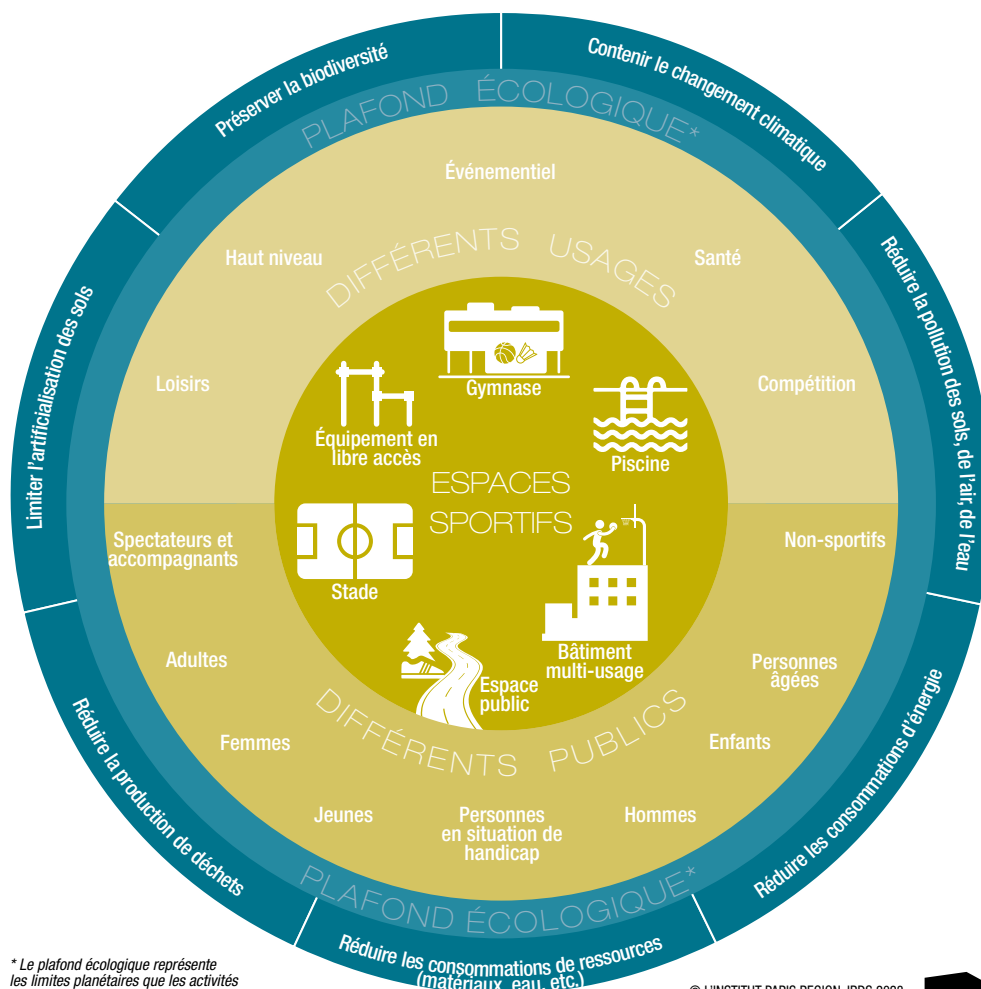 Préserver la biodiversité
Contenir le changement climatique
PLAFOND ÉCOLOGIQUE*
Événementiel
DIFFÉRENTS USAGES
Haut niveau
Santé
Limiter l'artificialisation des sols
Réduire la pollution des sols, de l'air, de l'eau
Loisirs
Compétition
Gymnase
Équipement en
libre accès
Piscine
ESPACES
SPORTIFS
Spectateurs et
accompagnants
Non-sportifs
Stade
Bâtiment
multi-usage
Adultes
Personnes
âgées
Espace
public
DIFFÉRENTS PUBLICS
Femmes
Enfants
Jeunes
Personnes
en situation de
handicap
Hommes
Réduire la production de déchets
Réduire les consommations d'énergie
PLAFOND ÉCOLOGIQUE*
Réduire les consommations de ressources
(matériaux, eau, etc.)
* Le plafond écologique représente
les limites planétaires que les activités
© L'INSTITUT PARIS REGION, IRDS